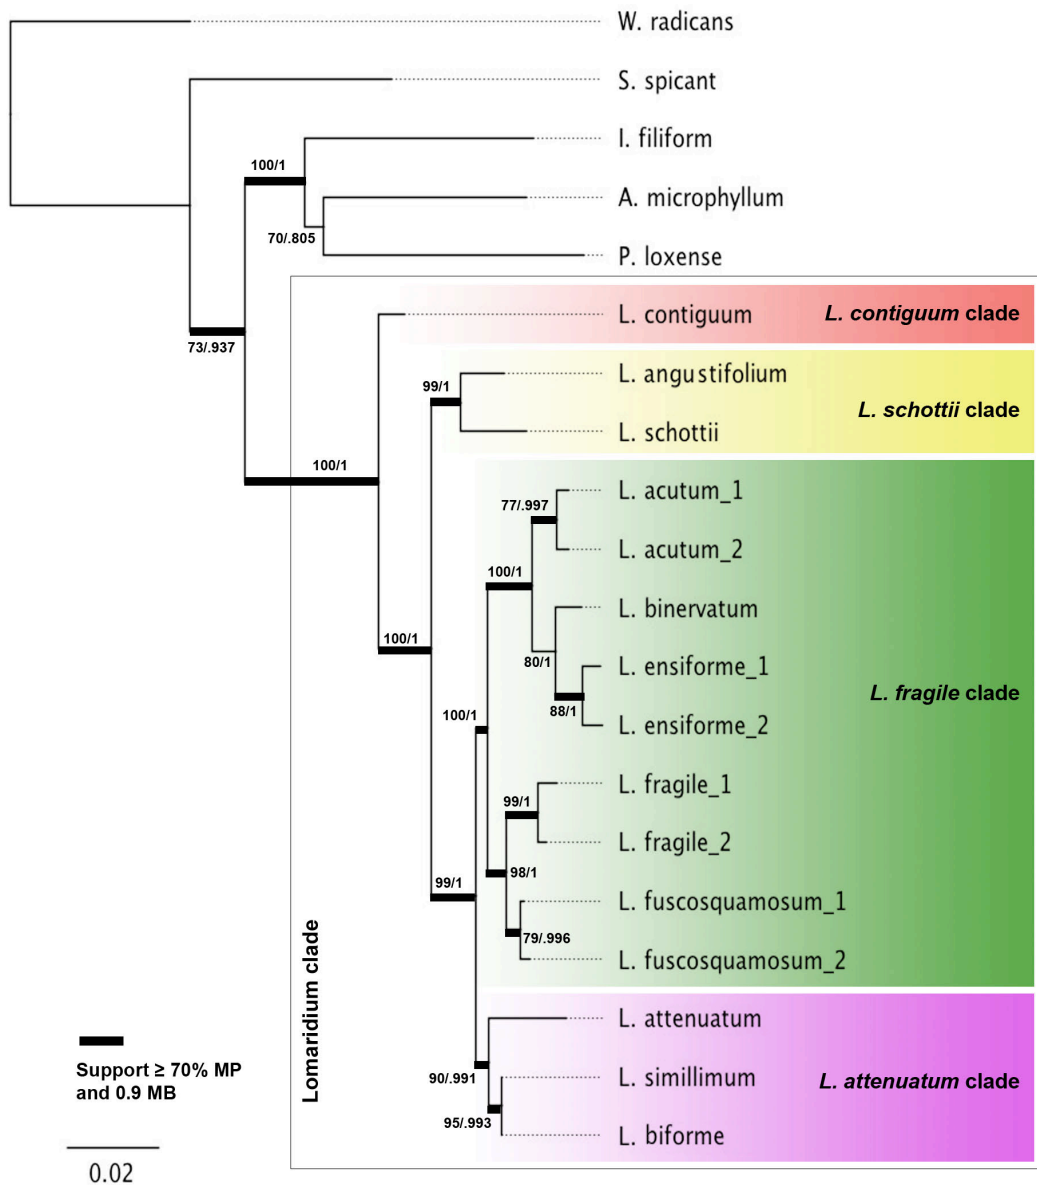 W. radicans
S. spicant
I. filiform
100/1
A. microphyllum
70/.805
P. loxense
L. contiguum
L. contiguum clade
73/.937
L. angustifolium
99/1
L. schottii clade
L. schottii
100/1
L. acutum_1
77/.997
L. acutum_2
100/1
L. binervatum
100/1
80/1
L. ensiforme_1
L. fragile clade
88/1
100/1
L. ensiforme_2
L. fragile_1
99/1
L. fragile_2
98/1
99/1
L. fuscosquamosum_1
79/.996
L. fuscosquamosum_2
Lomaridium clade
L. attenuatum
Support ≥ 70% MP
and 0.9 MB
90/.991
L. simillimum
L. attenuatum clade
95/.993
L. biforme
0.02